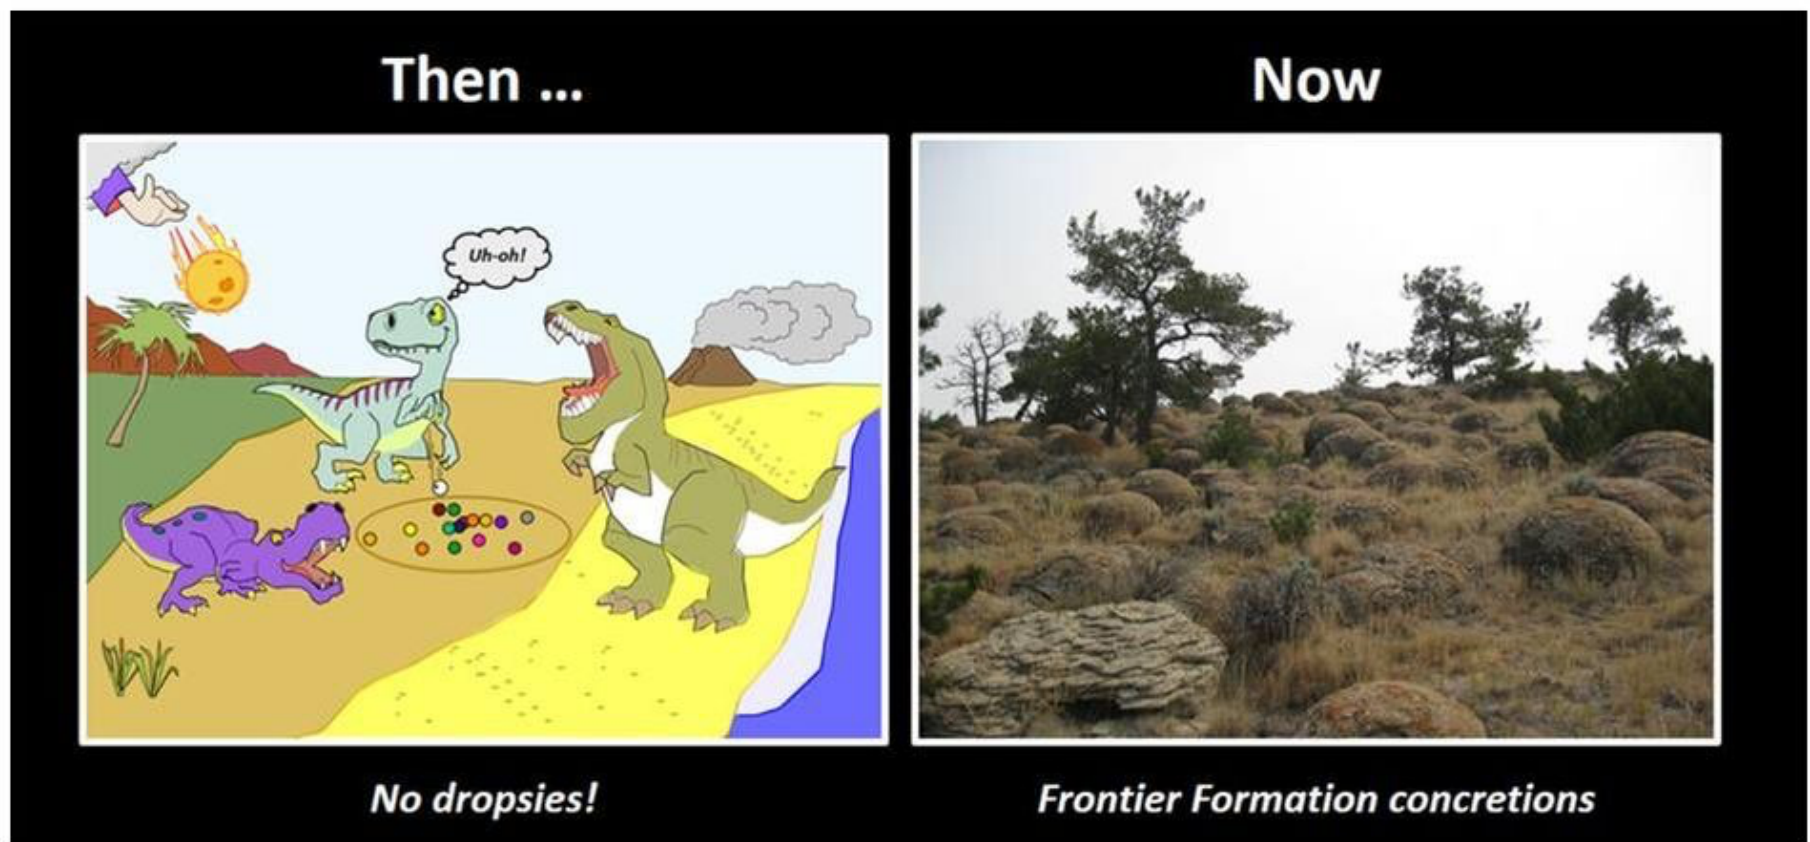 Then ...
Now
Uh-oh!
No dropsies!
Frontier Formation concretions